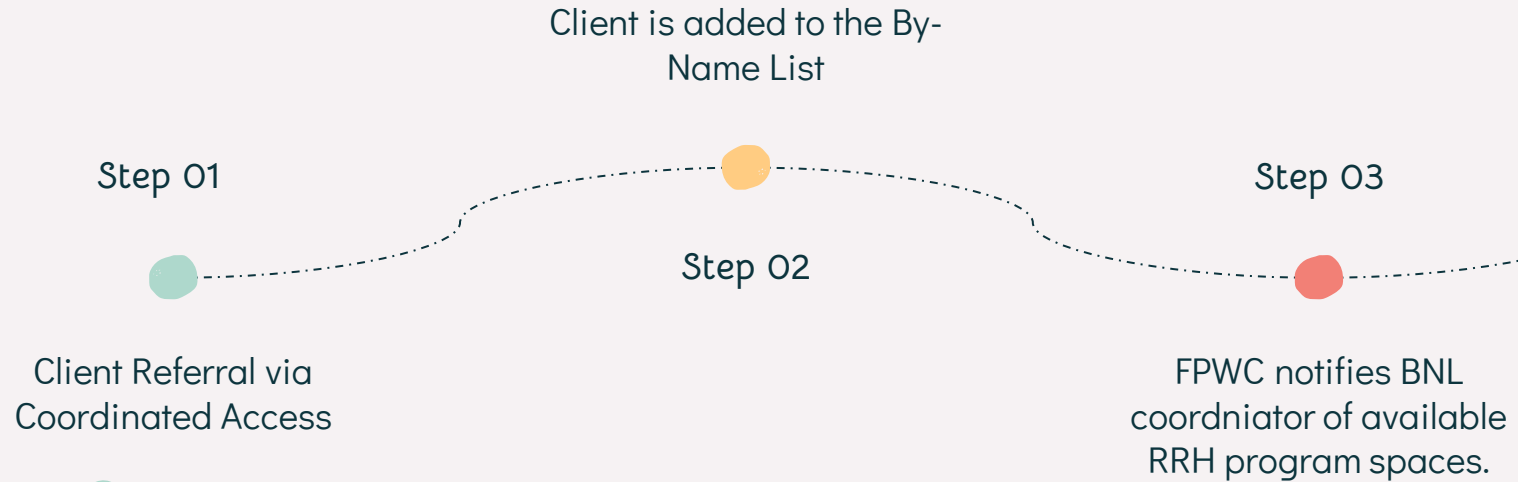 Step 01
Client Referral via
Coordinated Access
Client is added to the By-
Name List
Step 02
Step 03
FPWC notifies BNL
coordniator of available
RRH program spaces.